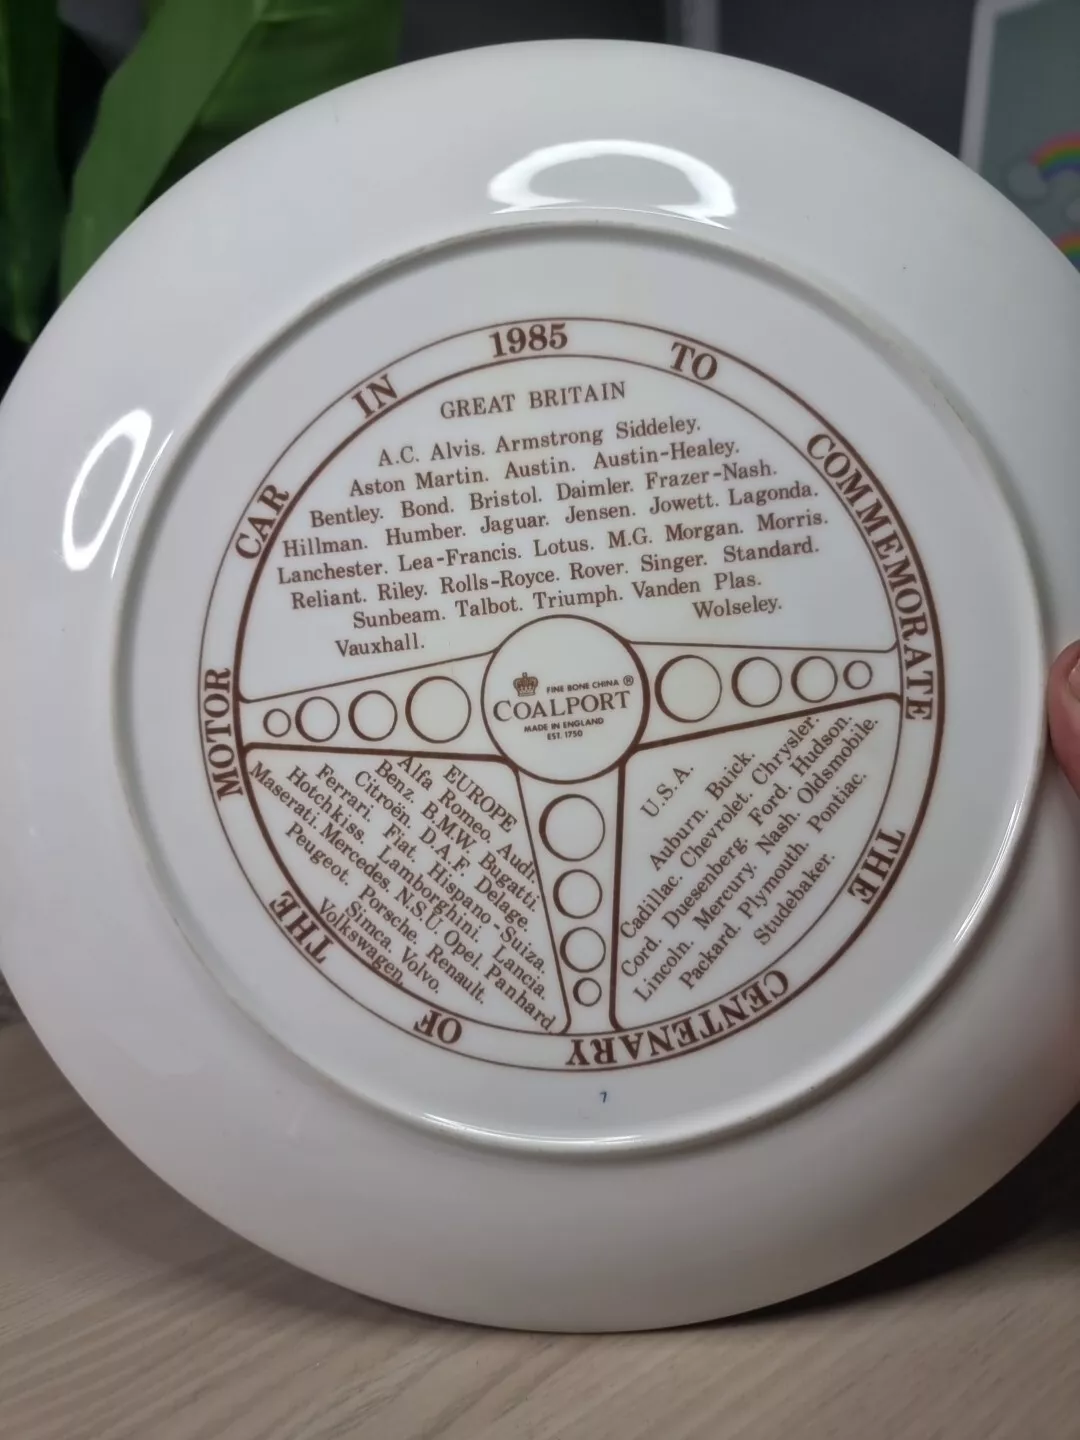 TO COMMEMORATE THE CENTENARY OF THE MOTOR CAR IN 1985
GREAT BRITAIN
A.C. Alvis. Armstrong Siddeley.
Aston Martin. Austin. Austin-Healey.
Bentley. Bond. Bristol. Daimler. Frazer-Nash.
Hillman. Humber. Jaguar. Jensen. Jowett. Lagonda.
Lanchester. Lea-Francis. Lotus. M.G. Morgan. Morris.
Reliant. Riley. Rolls-Royce. Rover. Singer. Standard.
Sunbeam. Talbot. Triumph. Vanden Plas.
Vauxhall. Wolseley.
FINE BONE CHINA ®
COALPORT
MADE IN ENGLAND
EST. 1750
EUROPE
Alfa Romeo. Audi.
Benz. B.M.W. Bugatti.
Citroën. D.A.F. Delage.
Ferrari. Fiat. Hispano-Suiza.
Hotchkiss. Lamborghini. Lancia.
Maserati. Mercedes. N.S.U. Opel. Panhard
Peugeot. Porsche. Renault.
Simca. Volvo.
Volkswagen.
U.S.A.
Auburn. Buick.
Cadillac. Chevrolet. Chrysler.
Cord. Duesenberg. Ford. Hudson.
Lincoln. Mercury. Nash. Oldsmobile.
Packard. Plymouth. Pontiac.
Studebaker.
7